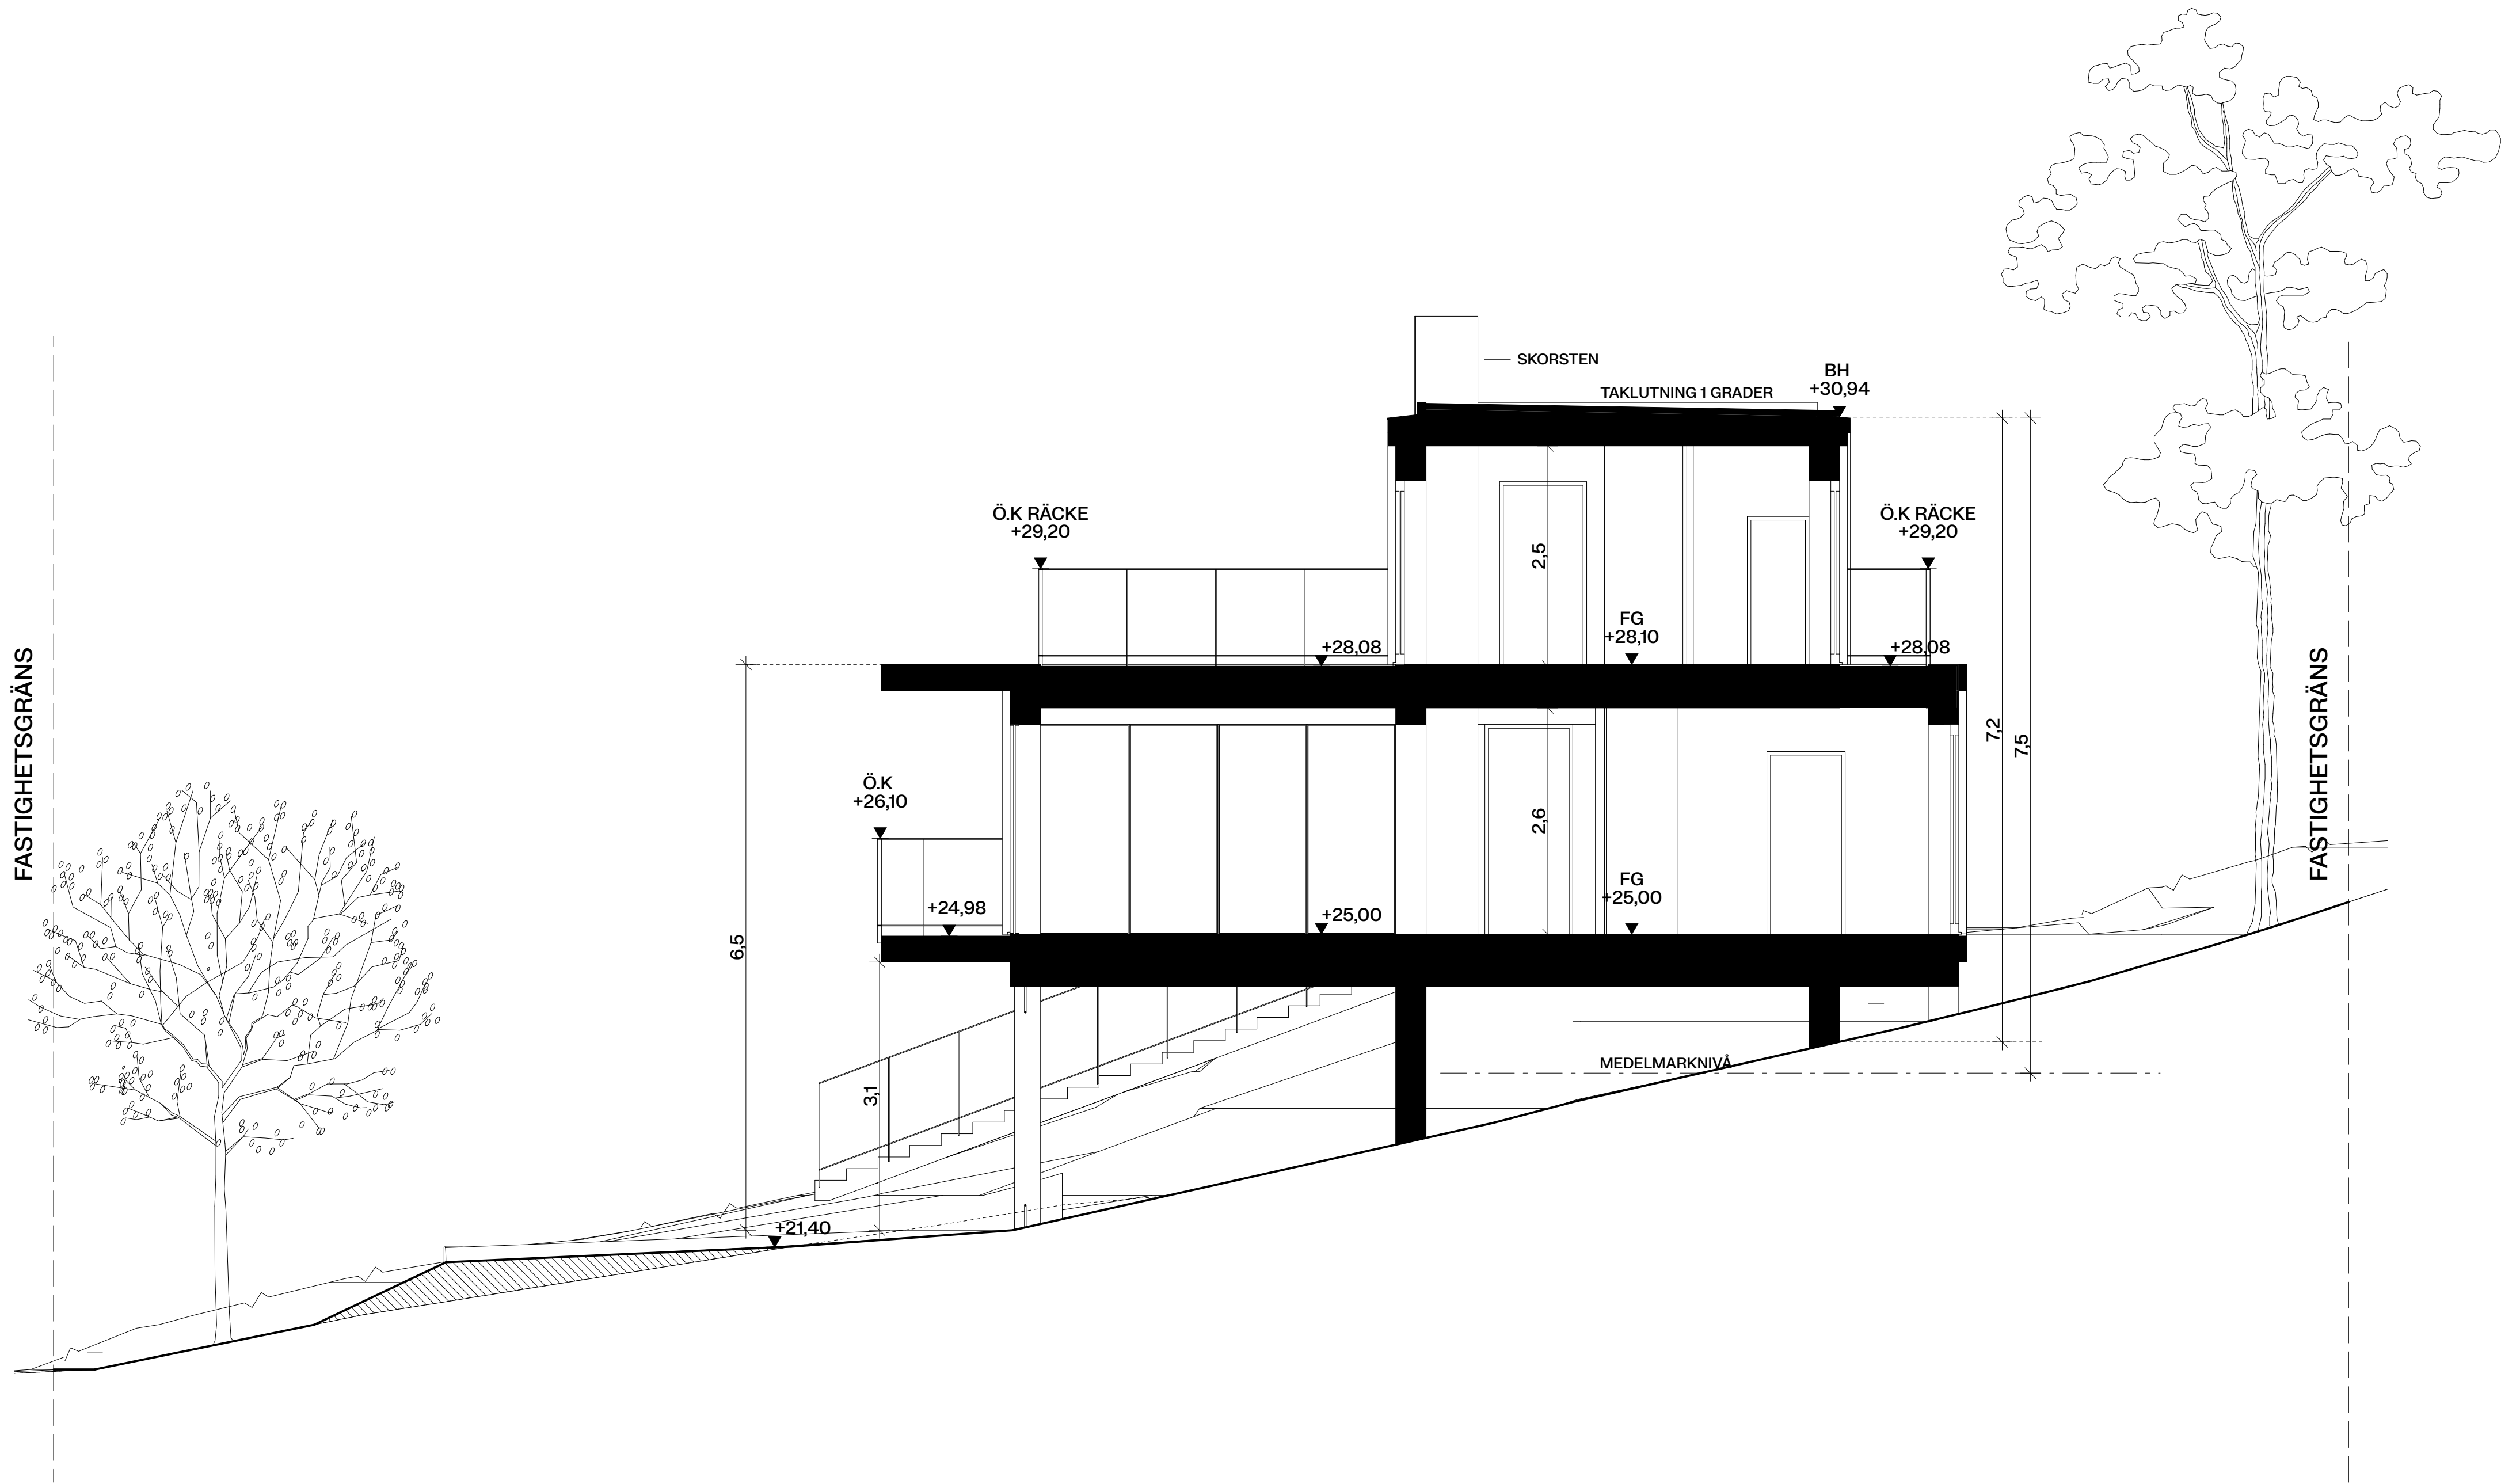 SKORSTEN
BH
+30,94
TAKLUTNING 1 GRADER
Ö.K RÄCKE
+29,20
Ö.K RÄCKE
+29,20
2,5
FG
+28,10
+28,08
+28,08
FASTIGHETSGRÄNS
FASTIGHETSGRÄNS
7,2
7,5
Ö.K
+26,10
2,6
FG
+25,00
+24,98
+25,00
6,5
3,1
MEDELMARKNIVÅ
+21,40